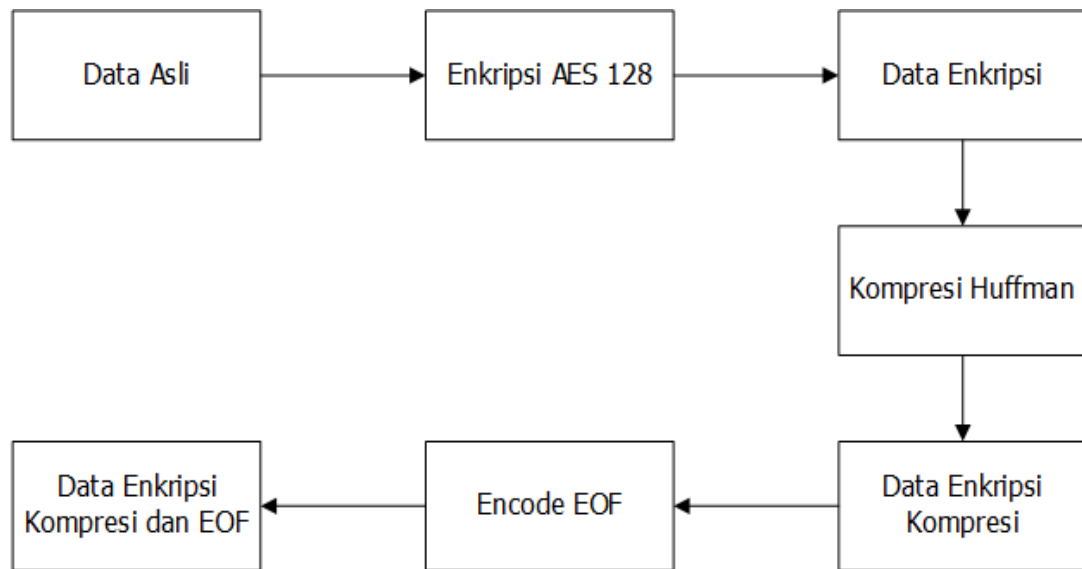 Data Asli
Enkripsi AES 128
Data Enkripsi
Kompresi Huffman
Data Enkripsi
Kompresi
Encode EOF
Data Enkripsi
Kompresi dan EOF